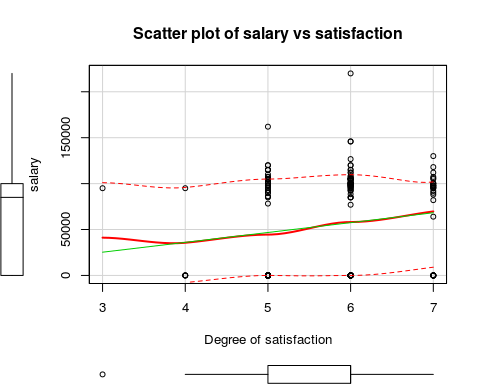 Scatter plot of salary vs satisfaction
salary
150000
50000
0
3 4 5 6 7
Degree of satisfaction